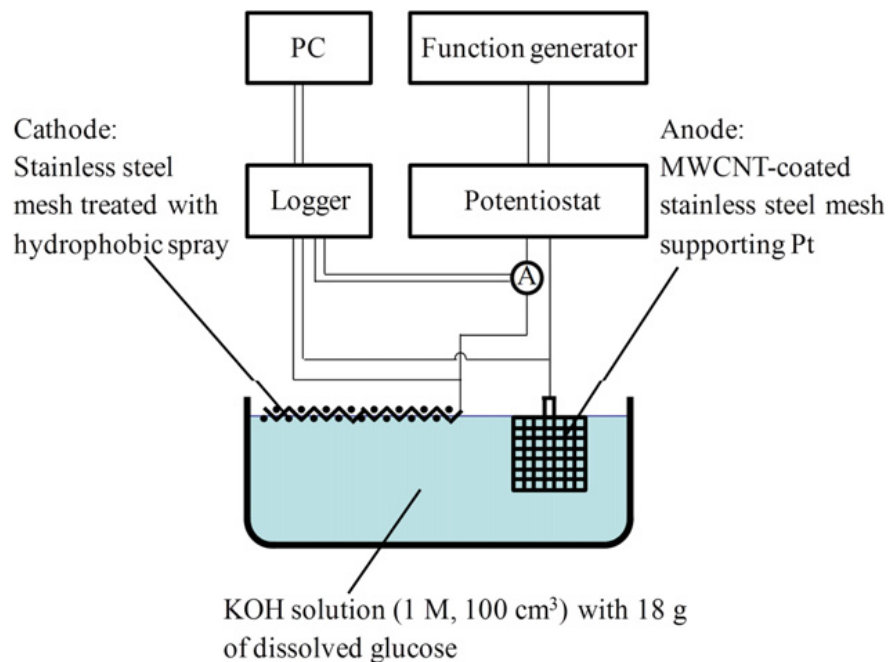 PC
Function generator
Cathode:
Stainless steel
mesh treated with
hydrophobic spray
Logger
Potentiostat
Anode:
MWCNT-coated
stainless steel mesh
supporting Pt
A
KOH solution (1 M, 100 cm³) with 18 g
of dissolved glucose